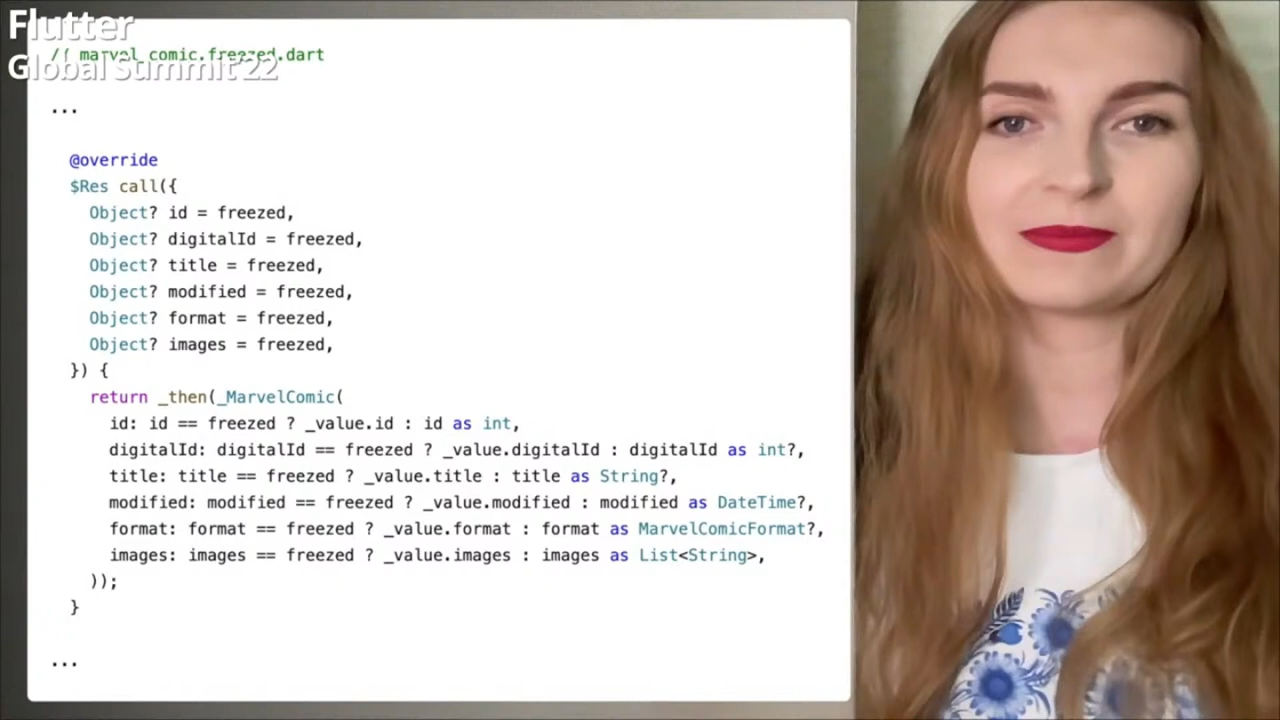 Flutter
Global Summit'22
// marvel_comic.freezed.dart
...
@override
$Res call({
Object? id = freezed,
Object? digitalId = freezed,
Object? title = freezed,
Object? modified = freezed,
Object? format = freezed,
Object? images = freezed,
}) {
return _then(_MarvelComic(
id: id == freezed ? _value.id : id as int,
digitalId: digitalId == freezed ? _value.digitalId : digitalId as int?,
title: title == freezed ? _value.title : title as String?,
modified: modified == freezed ? _value.modified : modified as DateTime?,
format: format == freezed ? _value.format : format as MarvelComicFormat?,
images: images == freezed ? _value.images : images as List<String>,
));
}
...